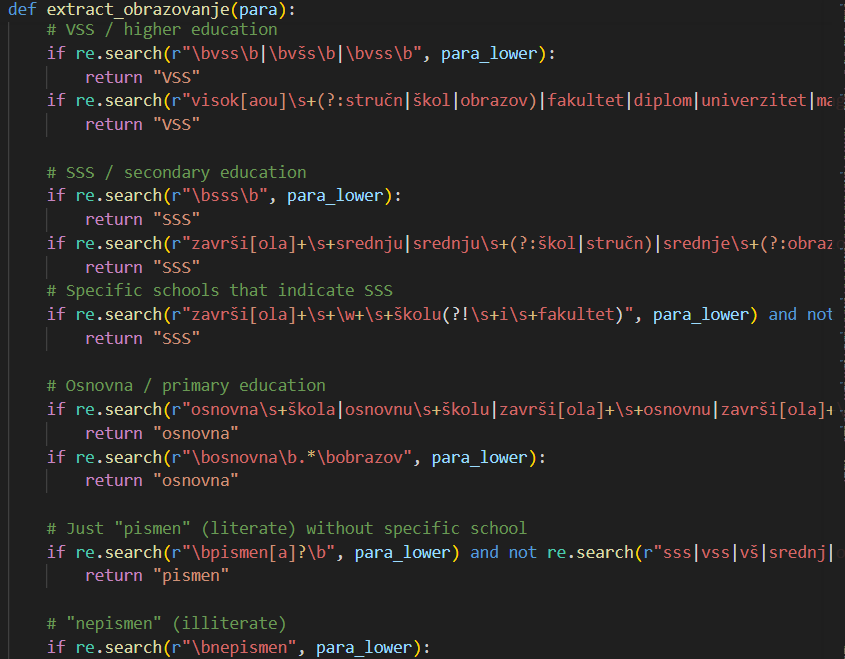 def extract_obrazovanje(para):
    # VSS / higher education
    if re.search(r"\bvss\b|\bvšs\b|\bvss\b", para_lower):
        return "VSS"
    if re.search(r"visok[aou]\s+(?:stručn|škol|obrazov)|fakultet|diplom|univerzitet|ma
        return "VSS"

    # SSS / secondary education
    if re.search(r"\bsss\b", para_lower):
        return "SSS"
    if re.search(r"završi[ola]+\s+srednju|srednju\s+(?:škol|stručn)|srednje\s+(?:obraz
        return "SSS"
    # Specific schools that indicate SSS
    if re.search(r"završi[ola]+\s+\w+\s+školu(?!\s+i\s+fakultet)", para_lower) and not
        return "SSS"

    # Osnovna / primary education
    if re.search(r"osnovna\s+škola|osnovnu\s+školu|završi[ola]+\s+osnovnu|završi[ola]+
        return "osnovna"
    if re.search(r"\bosnovna\b.*\bobrazov", para_lower):
        return "osnovna"

    # Just "pismen" (literate) without specific school
    if re.search(r"\bpismen[a]?\b", para_lower) and not re.search(r"sss|vss|vš|srednj|
        return "pismen"

    # "nepismen" (illiterate)
    if re.search(r"\bnepismen", para_lower):